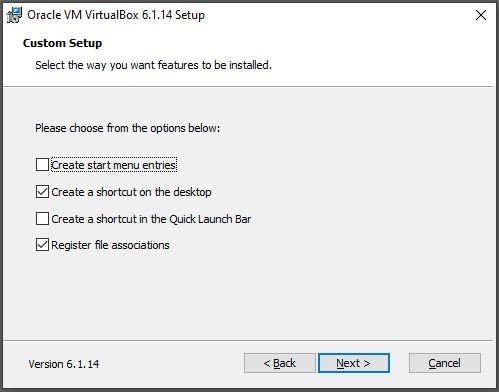 Oracle VM VirtualBox 6.1.14 Setup
Custom Setup
Select the way you want features to be installed.
Please choose from the options below:
Create start menu entries
Create a shortcut on the desktop
Create a shortcut in the Quick Launch Bar
Register file associations
Version 6.1.14
< Back
Next >
Cancel